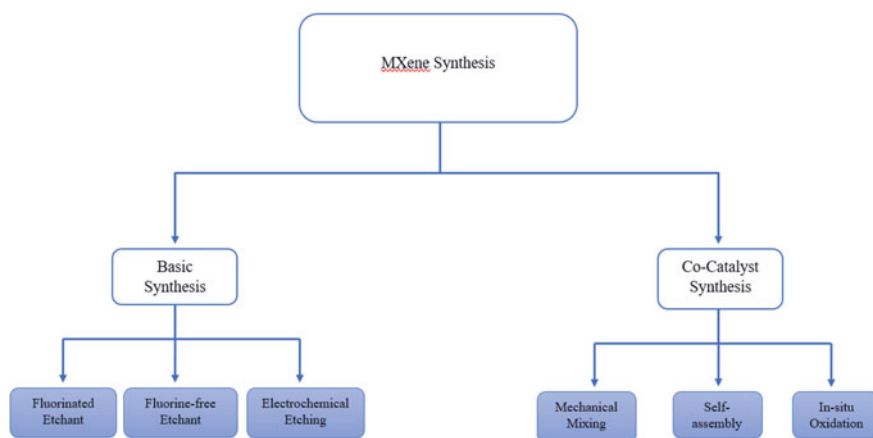 MXene Synthesis
Basic
Synthesis
Co-Catalyst
Synthesis
Fluorinated
Etchant
Fluorine-free
Etchant
Electrochemical
Etching
Mechanical
Mixing
Self-
assembly
In-situ
Oxidation